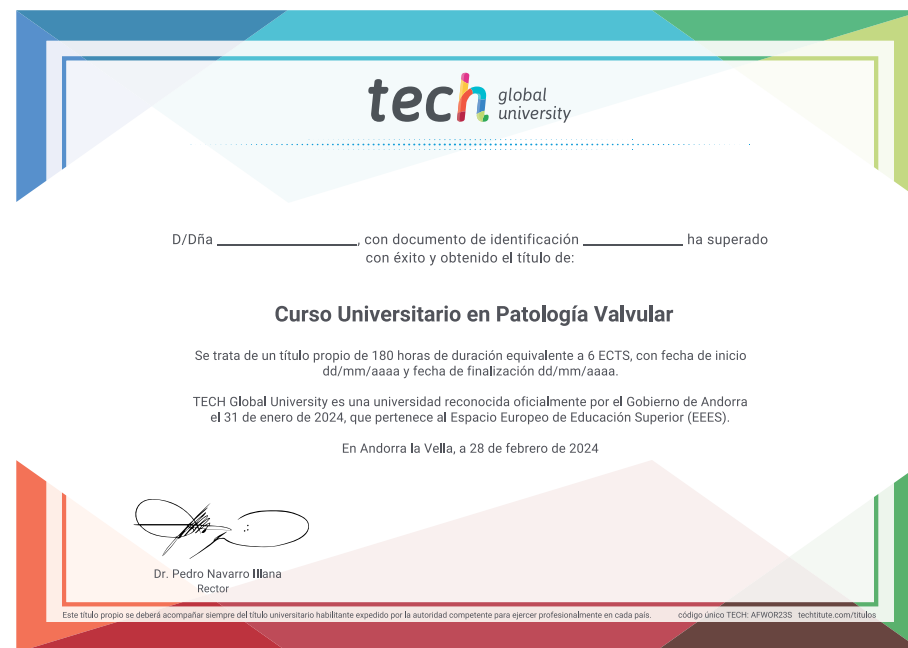 tech global university
D/Dña ____________________, con documento de identificación ______________ ha superado
con éxito y obtenido el título de:
Curso Universitario en Patología Valvular
Se trata de un título propio de 180 horas de duración equivalente a 6 ECTS, con fecha de inicio
dd/mm/aaaa y fecha de finalización dd/mm/aaaa.
TECH Global University es una universidad reconocida oficialmente por el Gobierno de Andorra
el 31 de enero de 2024, que pertenece al Espacio Europeo de Educación Superior (EEES).
En Andorra la Vella, a 28 de febrero de 2024
Dr. Pedro Navarro Illana
Rector
Este título propio se deberá acompañar siempre del título universitario habilitante expedido por la autoridad competente para ejercer profesionalmente en cada país. código único TECH: AFWOR23S techtitute.com/titulos